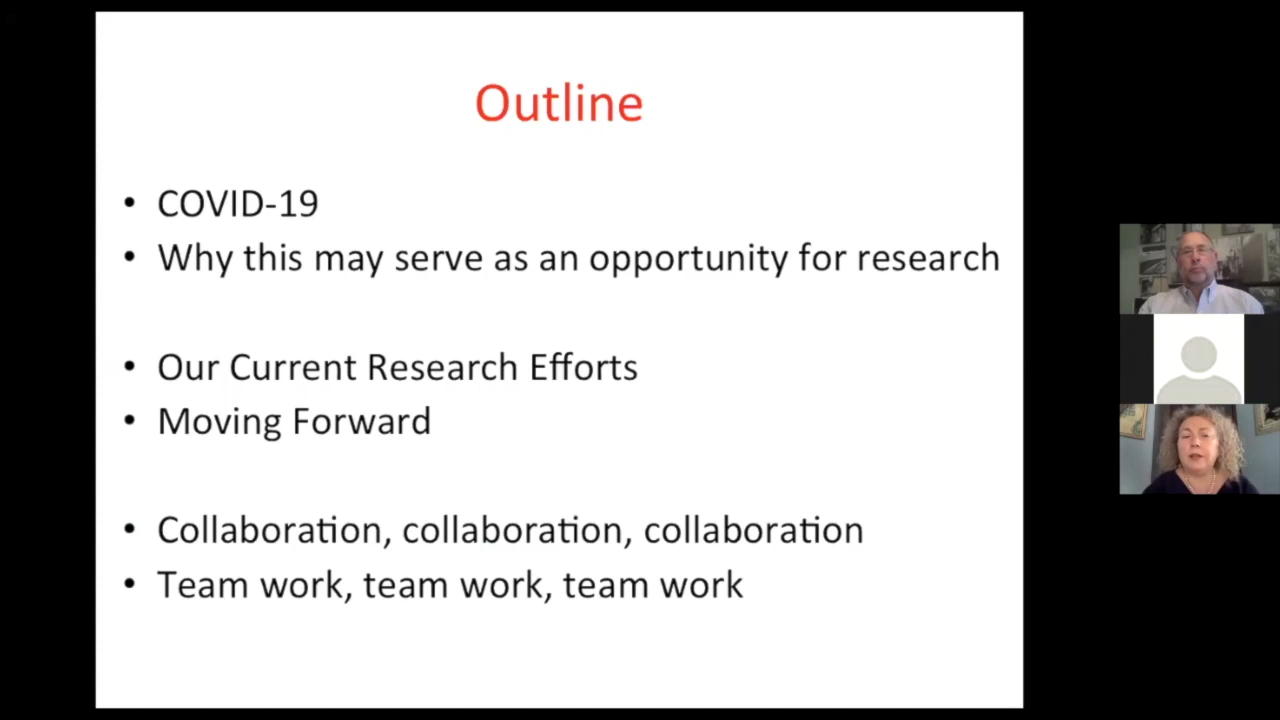 Outline
• COVID-19
• Why this may serve as an opportunity for research
• Our Current Research Efforts
• Moving Forward
• Collaboration, collaboration, collaboration
• Team work, team work, team work